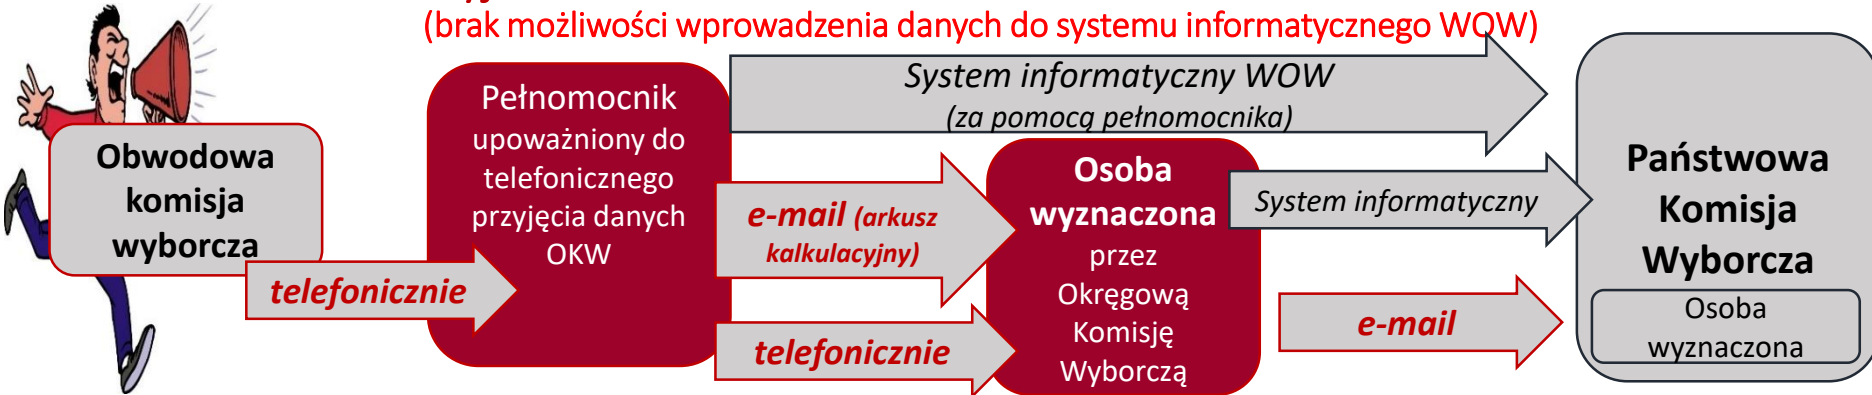 (brak możliwości wprowadzenia danych do systemu informatycznego WOW)
Obwodowa
komisja
wyborcza
telefonicznie
Pełnomocnik
upoważniony do
telefonicznego
przyjęcia danych
OKW
System informatyczny WOW
(za pomocą pełnomocnika)
e-mail (arkusz
kalkulacyjny)
telefonicznie
Osoba
wyznaczona
przez
Okręgową
Komisję
Wyborczą
System informatyczny
e-mail
Państwowa
Komisja
Wyborcza
Osoba
wyznaczona